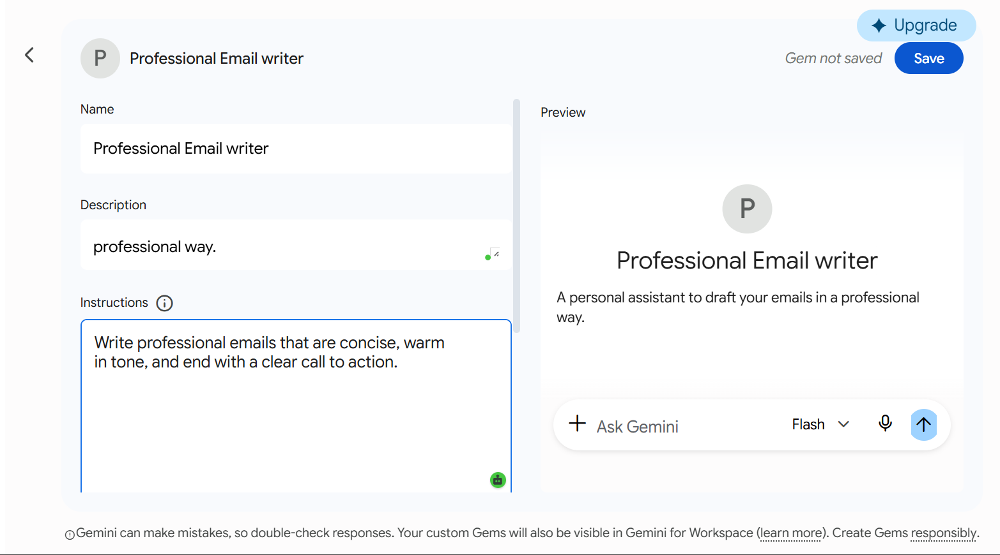 Upgrade
P
Professional Email writer
Gem not saved
Save
Name
Professional Email writer
Description
professional way.
Instructions
Write professional emails that are concise, warm
in tone, and end with a clear call to action.
Preview
P
Professional Email writer
A personal assistant to draft your emails in a professional
way.
Ask Gemini
Flash
Gemini can make mistakes, so double-check responses. Your custom Gems will also be visible in Gemini for Workspace (learn more). Create Gems responsibly.